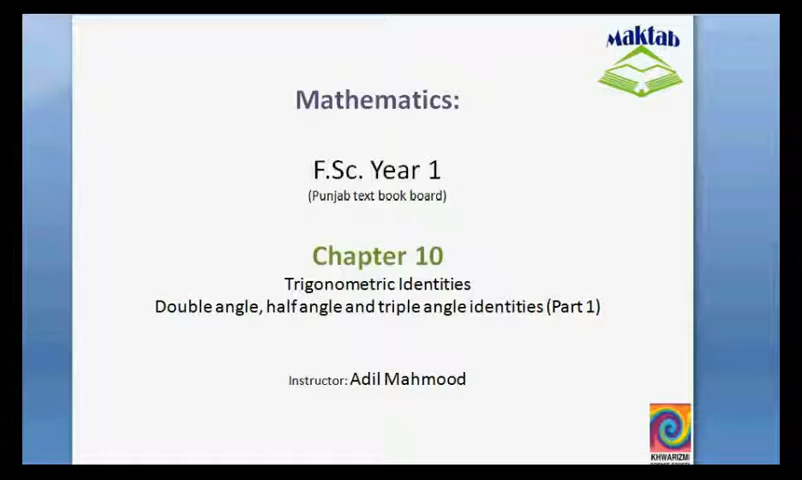 Maktab
Mathematics:
F.Sc. Year 1
(Punjab text book board)
Chapter 10
Trigonometric Identities
Double angle, half angle and triple angle identities (Part 1)
Instructor: Adil Mahmood
KHWARIZMI